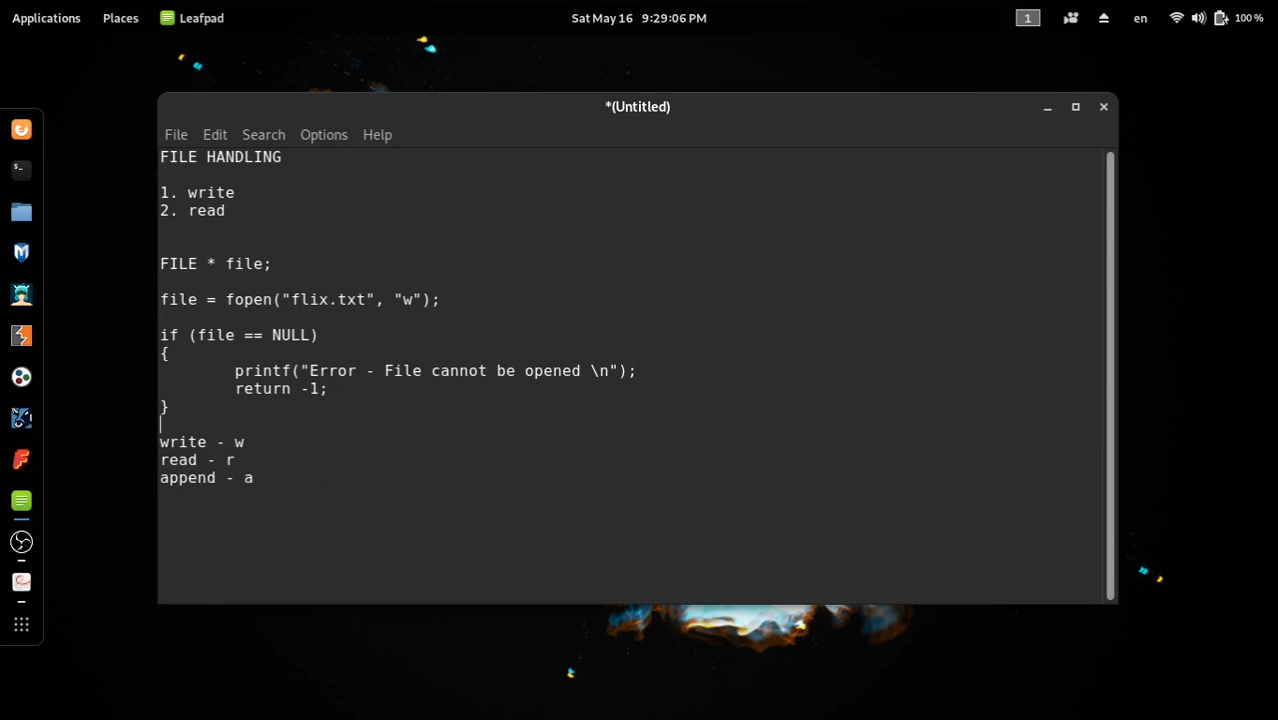 Applications Places Leafpad Sat May 16 9:29:06 PM 1 en 100 %
*(Untitled)
File Edit Search Options Help
FILE HANDLING
1. write
2. read
FILE * file;
file = fopen("flix.txt", "w");
if (file == NULL)
{
printf("Error - File cannot be opened \n");
return -1;
}
write - w
read - r
append - a